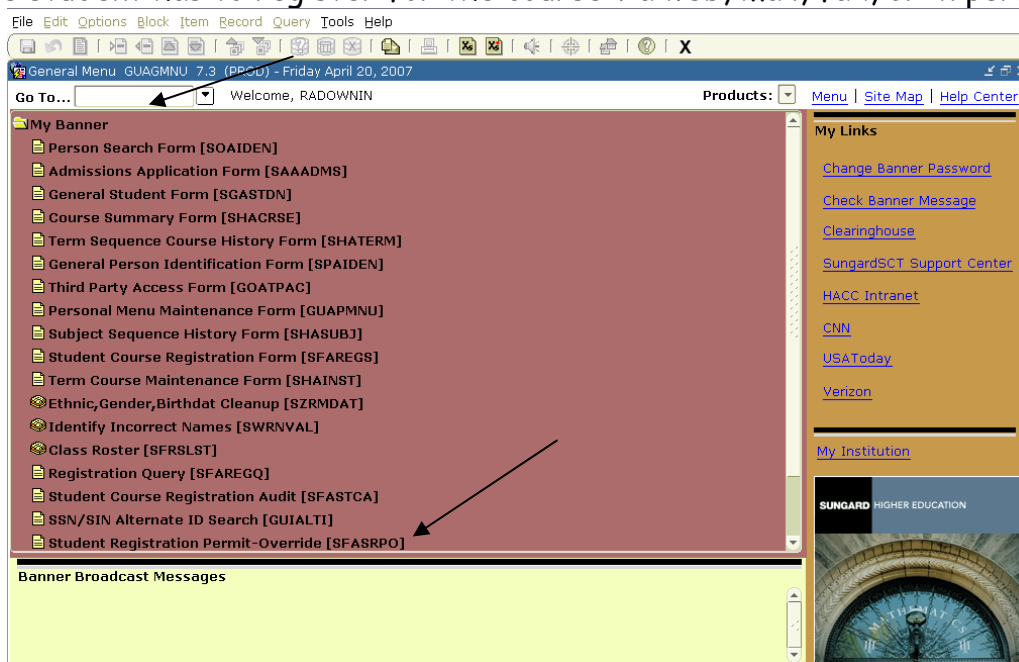 File Edit Options Block Item Record Query Tools Help
General Menu GUAGMNU 7.3 (PROD) - Friday April 20, 2007
Go To... Welcome, RADOWNIN Products: Menu | Site Map | Help Center
My Banner
Person Search Form [SOAIDEN]
Admissions Application Form [SAAADMS]
General Student Form [SGASTDN]
Course Summary Form [SHACRSE]
Term Sequence Course History Form [SHATERM]
General Person Identification Form [SPAIDEN]
Third Party Access Form [GOATPAC]
Personal Menu Maintenance Form [GUAPMNU]
Subject Sequence History Form [SHASUBJ]
Student Course Registration Form [SFAREGS]
Term Course Maintenance Form [SHAINST]
Ethnic,Gender,Birthdat Cleanup [SZRMDAT]
Identify Incorrect Names [SWRNVAL]
Class Roster [SFRSLST]
Registration Query [SFAREGQ]
Student Course Registration Audit [SFASTCA]
SSN/SIN Alternate ID Search [GUIALTI]
Student Registration Permit-Override [SFASRPO]
My Links
Change Banner Password
Check Banner Message
Clearinghouse
SungardSCT Support Center
HACC Intranet
CNN
USAToday
Verizon
My Institution
SUNGARD HIGHER EDUCATION
Banner Broadcast Messages